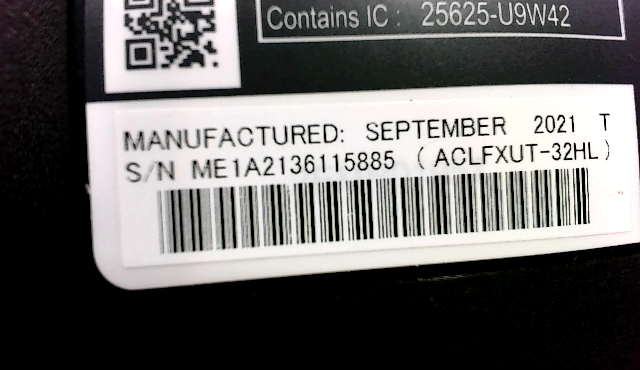 Contains IC : 25625-U9W42
MANUFACTURED: SEPTEMBER 2021 T
S/N ME1A2136115885 ( ACLFXUT-32HL )